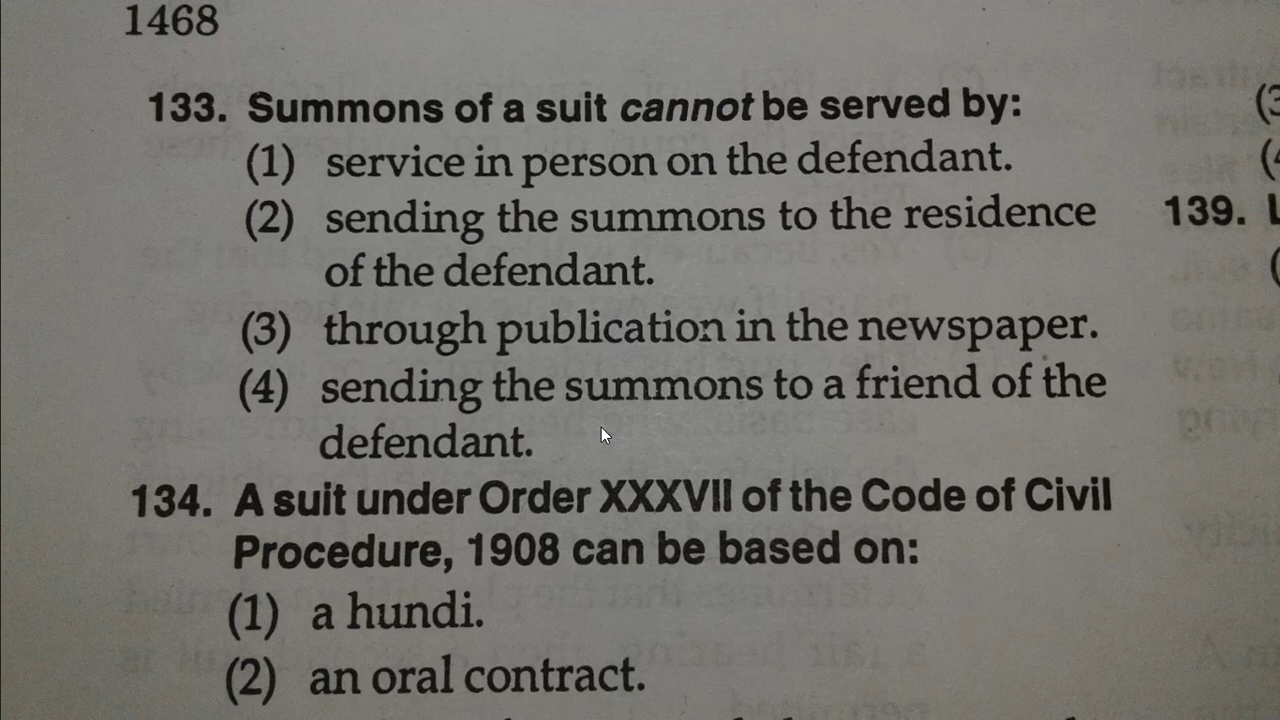 1468
133. Summons of a suit cannot be served by:
(1) service in person on the defendant.
(2) sending the summons to the residence
of the defendant.
(3) through publication in the newspaper.
(4) sending the summons to a friend of the
defendant.
134. A suit under Order XXXVII of the Code of Civil
Procedure, 1908 can be based on:
(1) a hundi.
(2) an oral contract.
139.